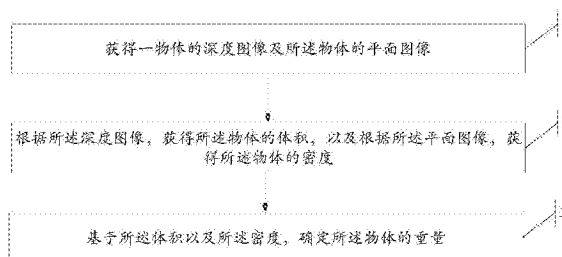 获得一物体的深度图像及所述物体的平面图像
根据所述深度图像，获得所述物体的体积，以及根据所述平面图像，获
得所述物体的密度
基于所述体积以及所述密度，确定所述物体的重量